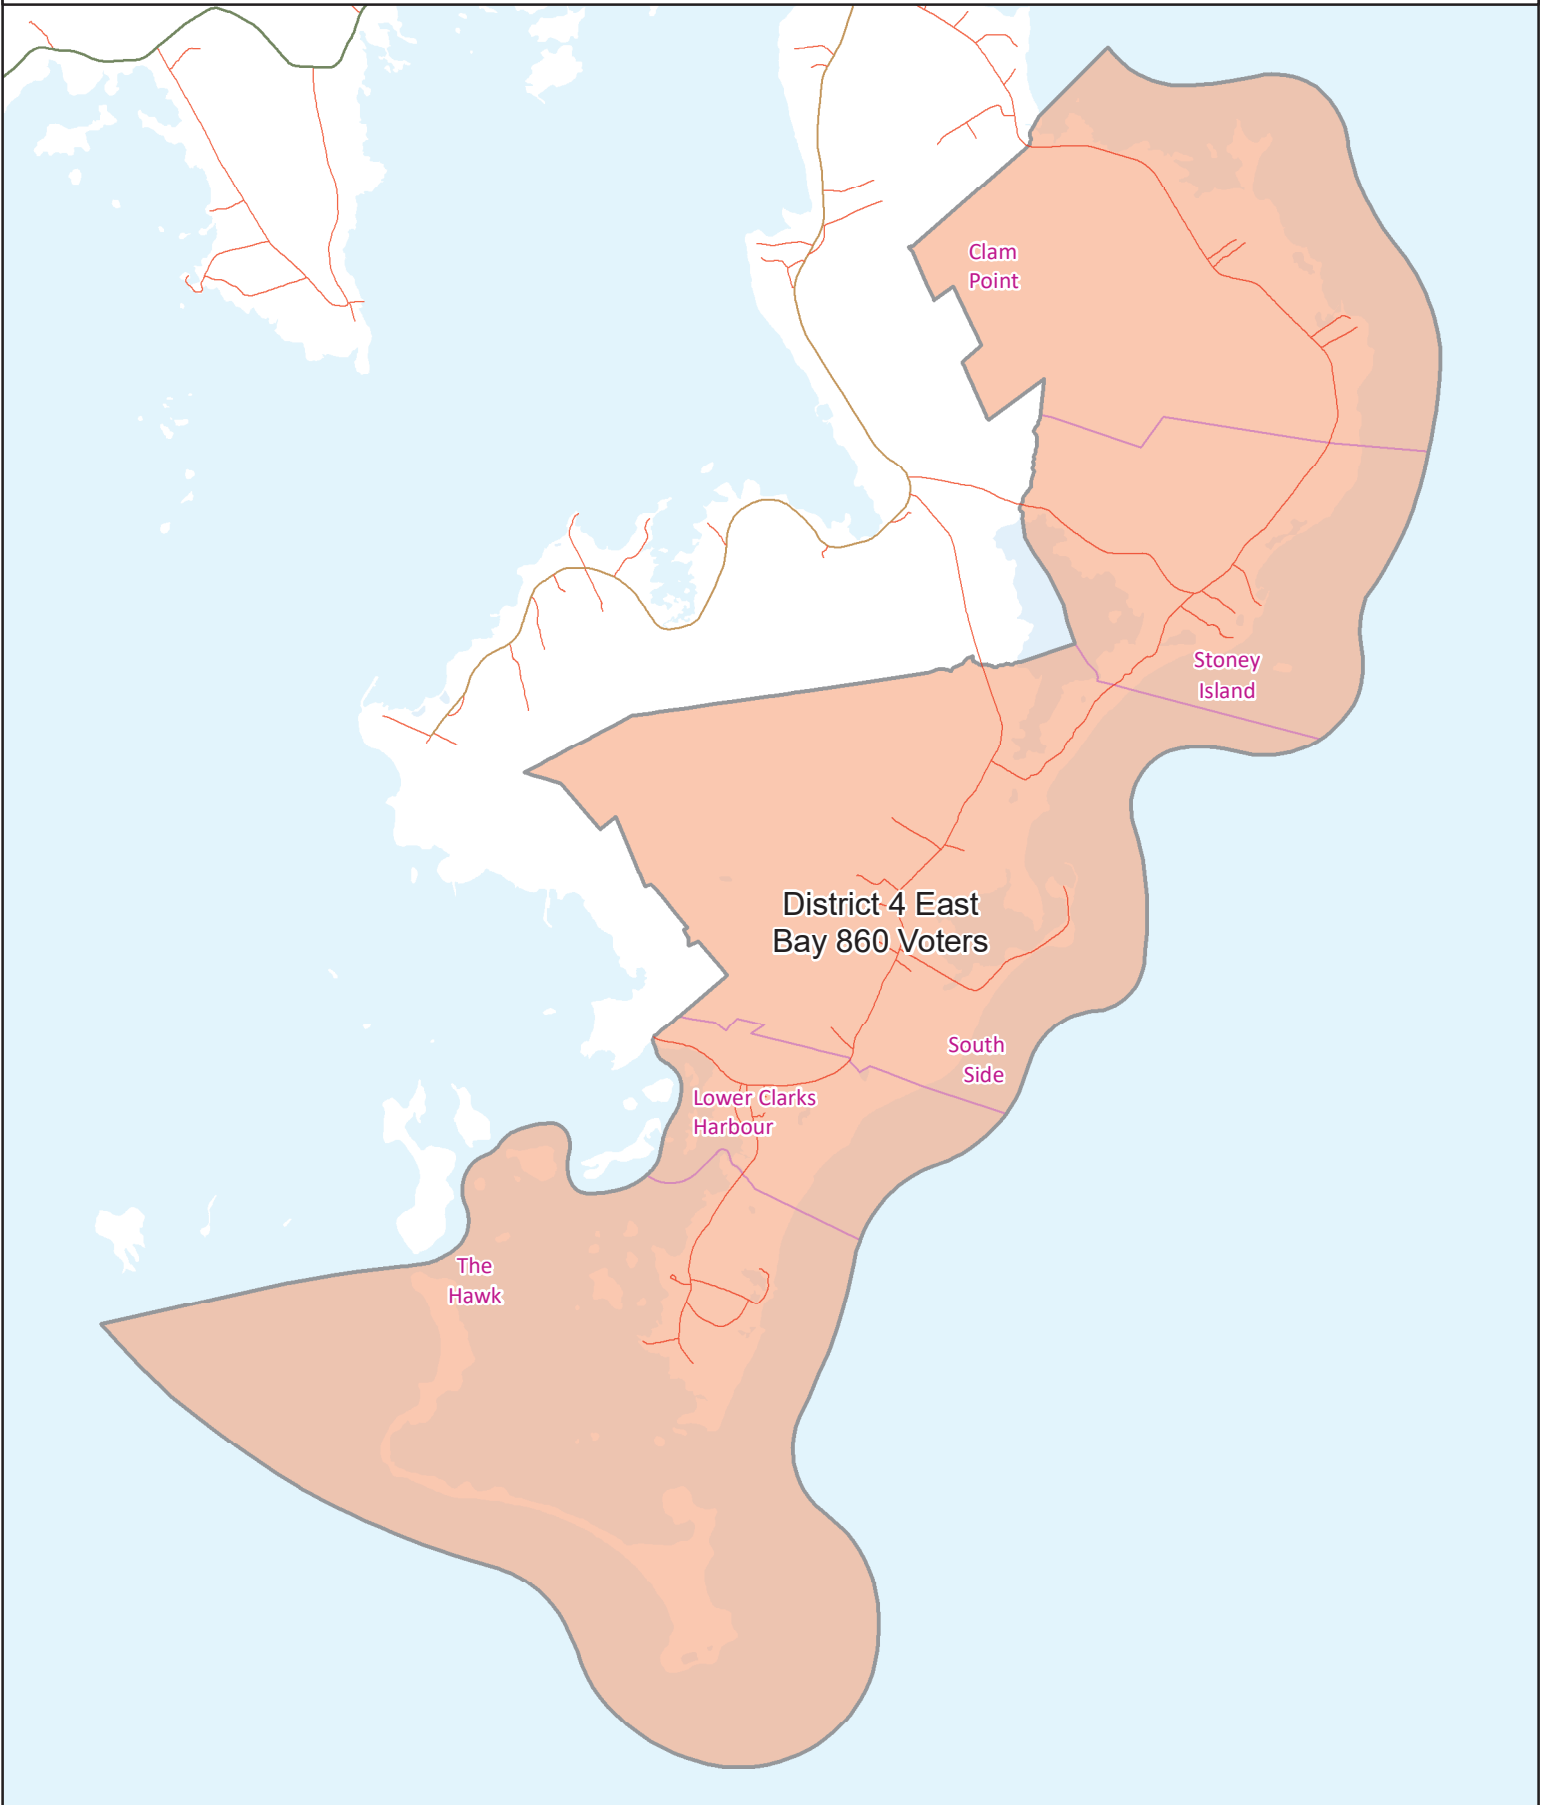 Clam
Point
Stoney
Island
District 4 East
Bay 860 Voters
South
Side
Lower Clarks
Harbour
The
Hawk